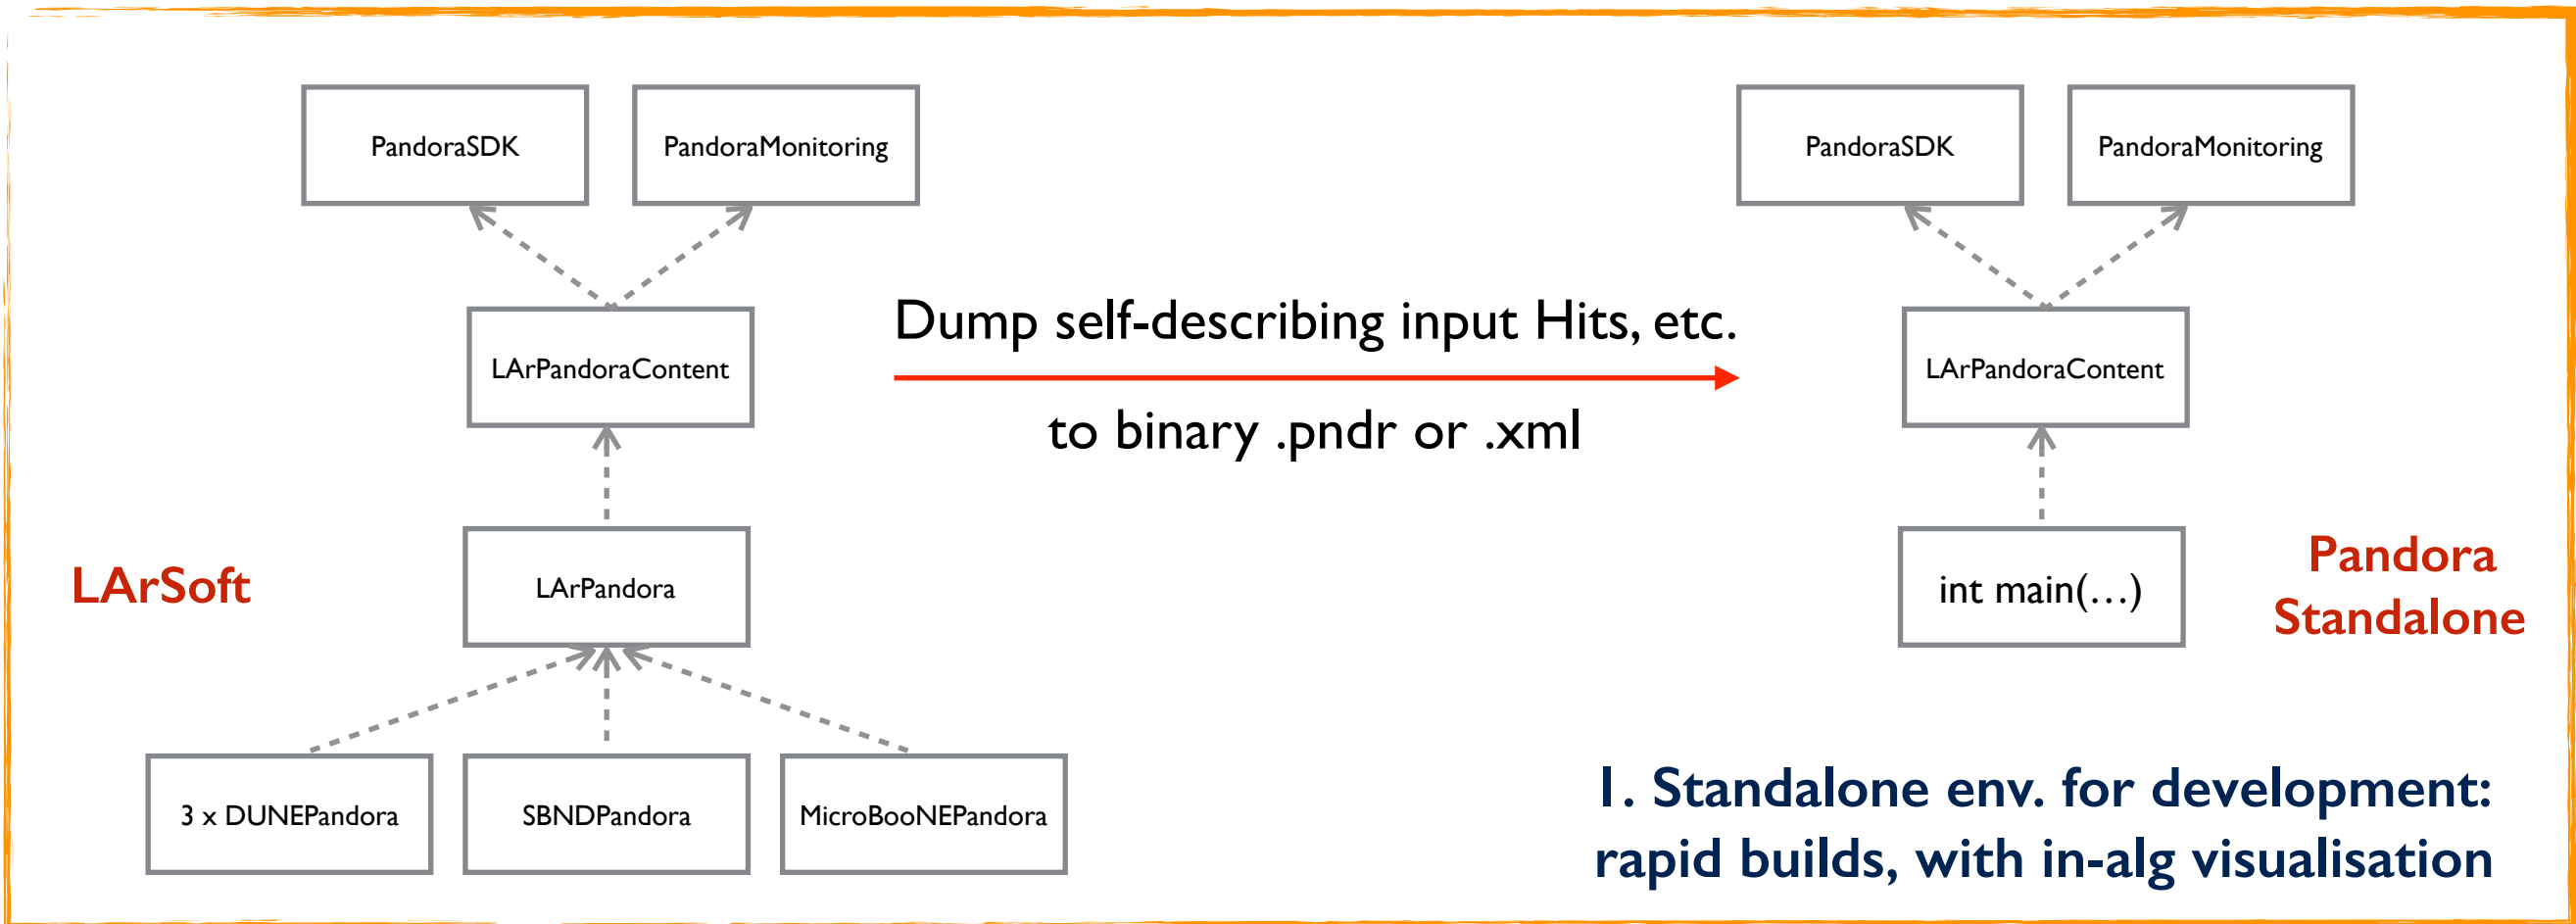 PandoraSDK
PandoraMonitoring
LArPandoraContent
LArPandora
LArSoft
3 x DUNEPandora
SBNDPandora
MicroBooNEPandora
Dump self-describing input Hits, etc.
to binary .pndr or .xml
PandoraSDK
PandoraMonitoring
LArPandoraContent
int main(…)
Pandora
Standalone
1. Standalone env. for development:
rapid builds, with in-alg visualisation